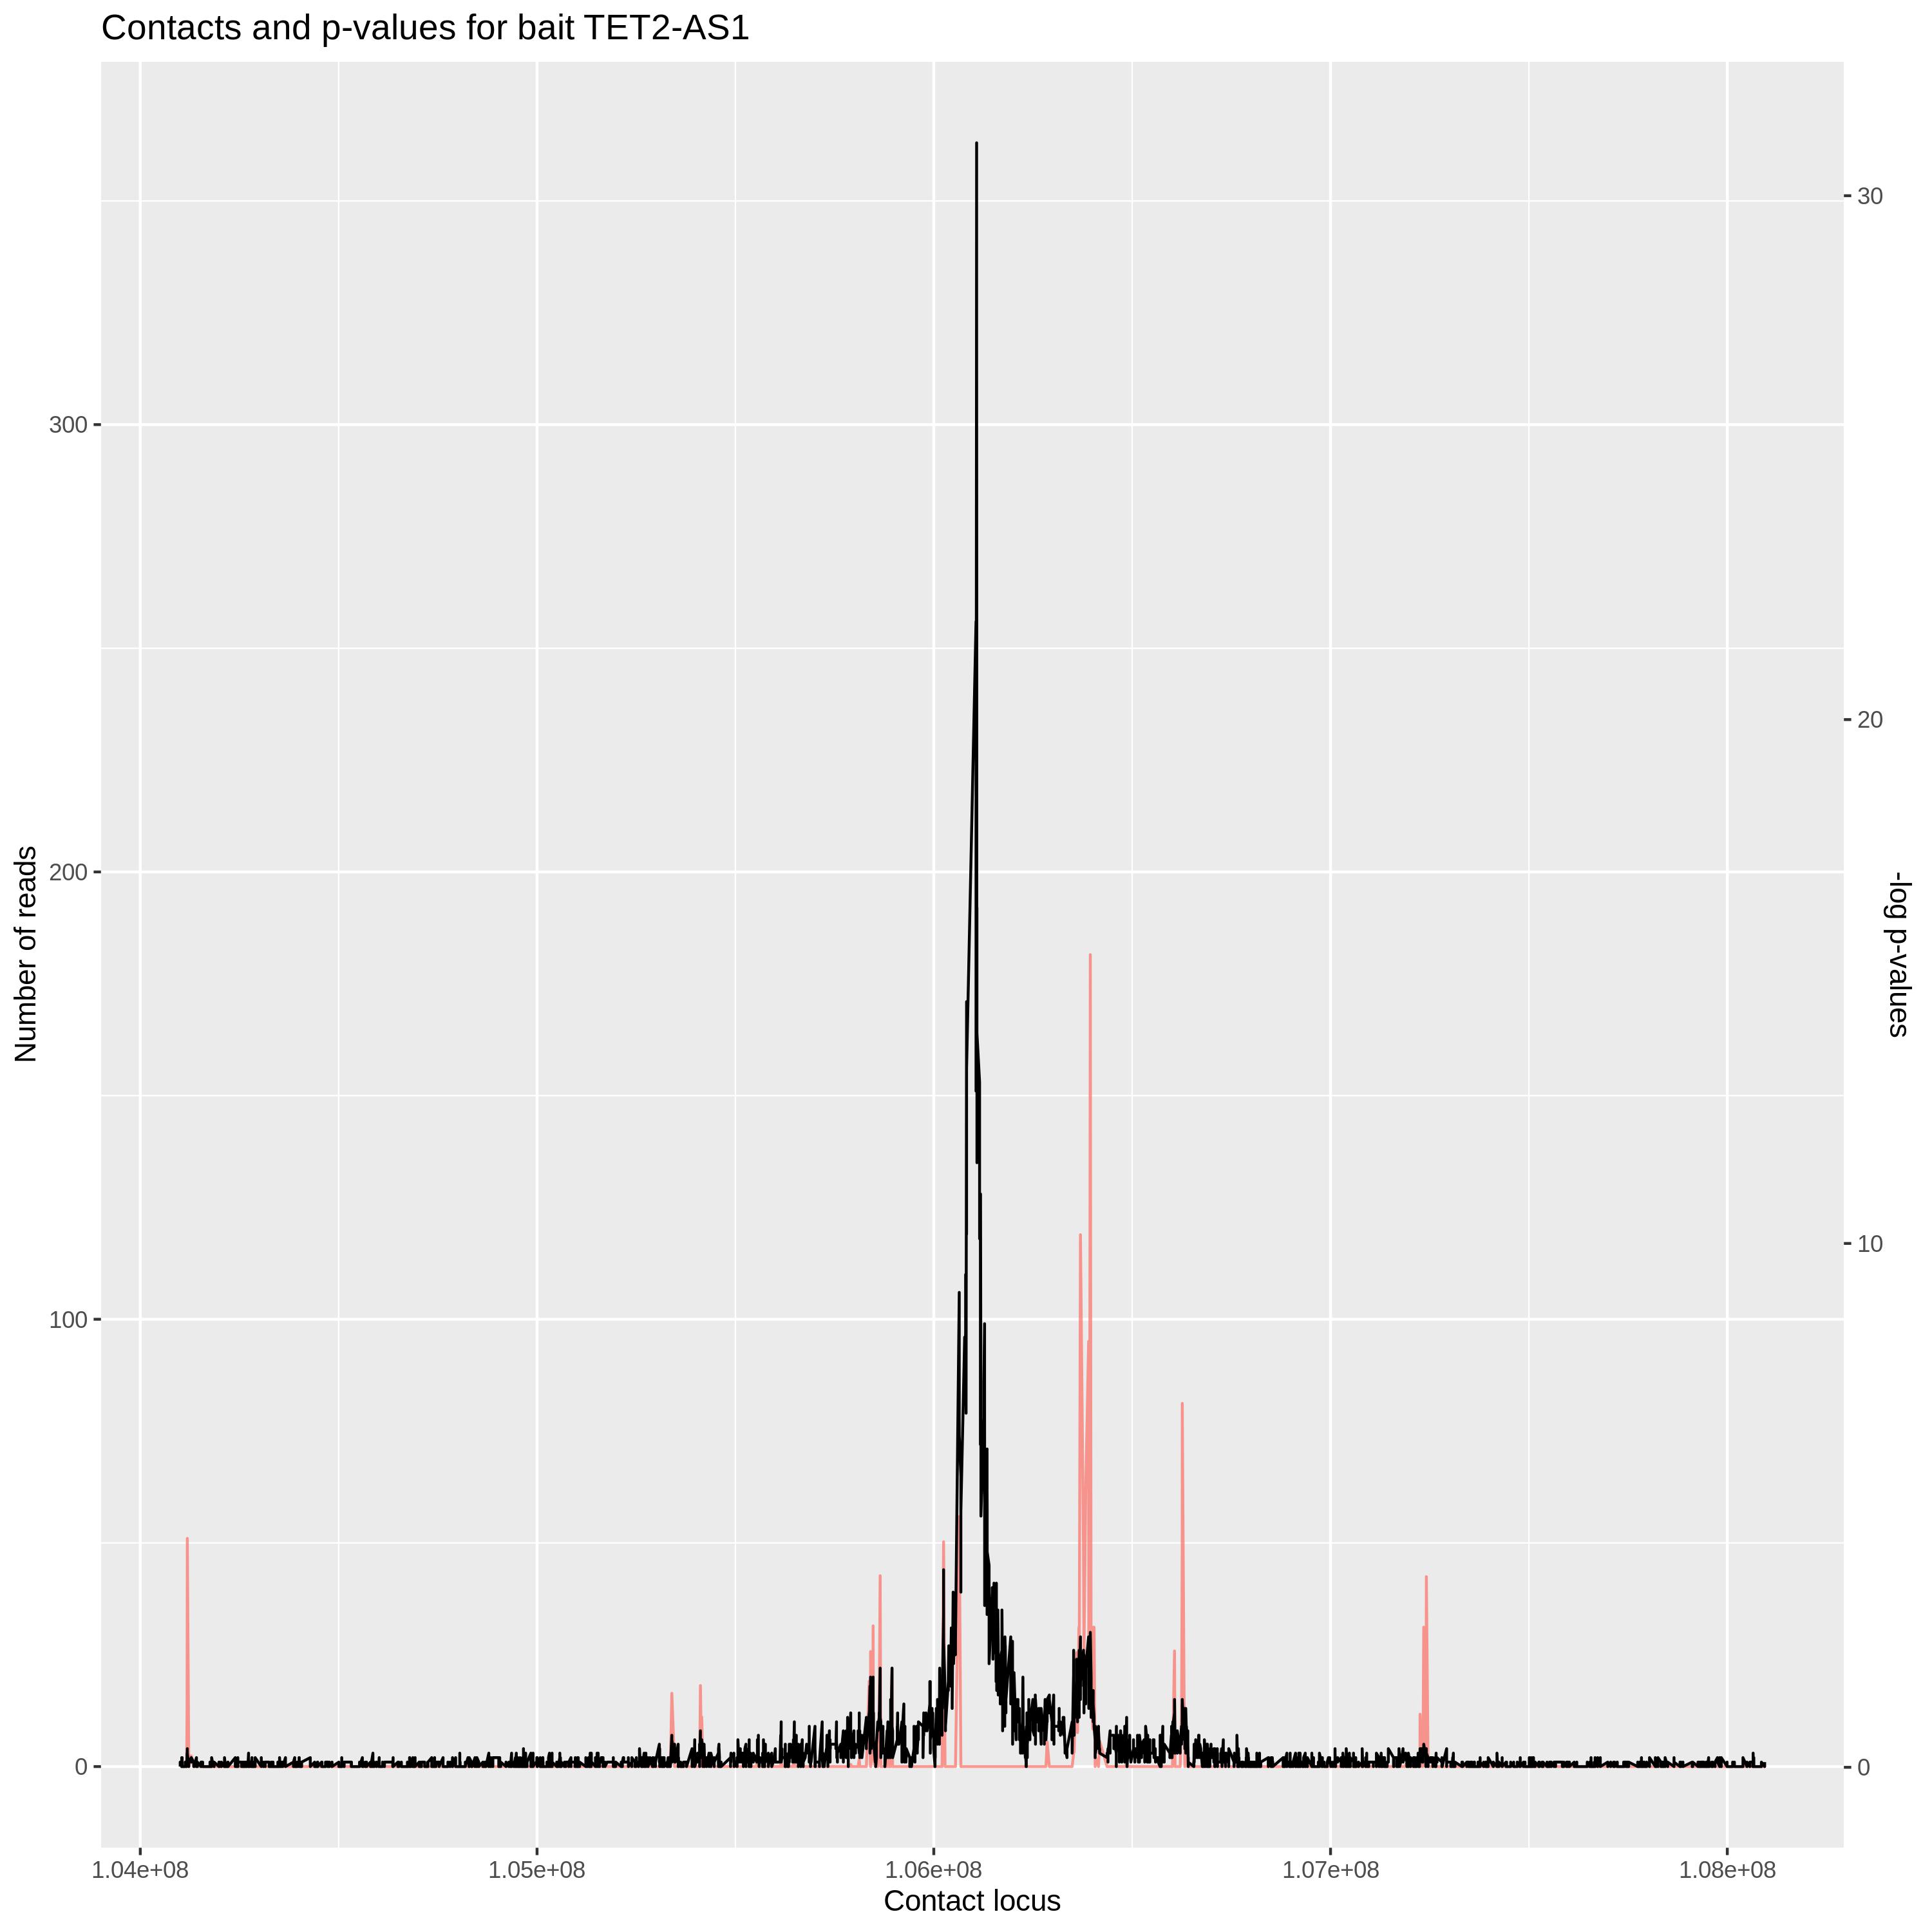 Contacts and p-values for bait TET2-AS1
300
200
100
0
Number of reads
30
20
10
0
-log p-values
1.04e+08
1.05e+08
1.06e+08
1.07e+08
1.08e+08
Contact locus